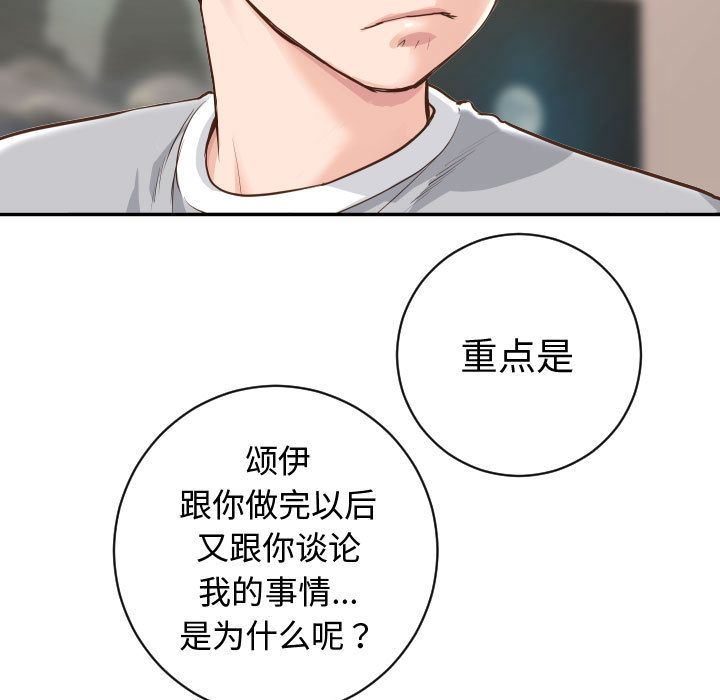 重点是
颂伊
跟你做完以后
又跟你谈论
我的事情...
是为什么呢？